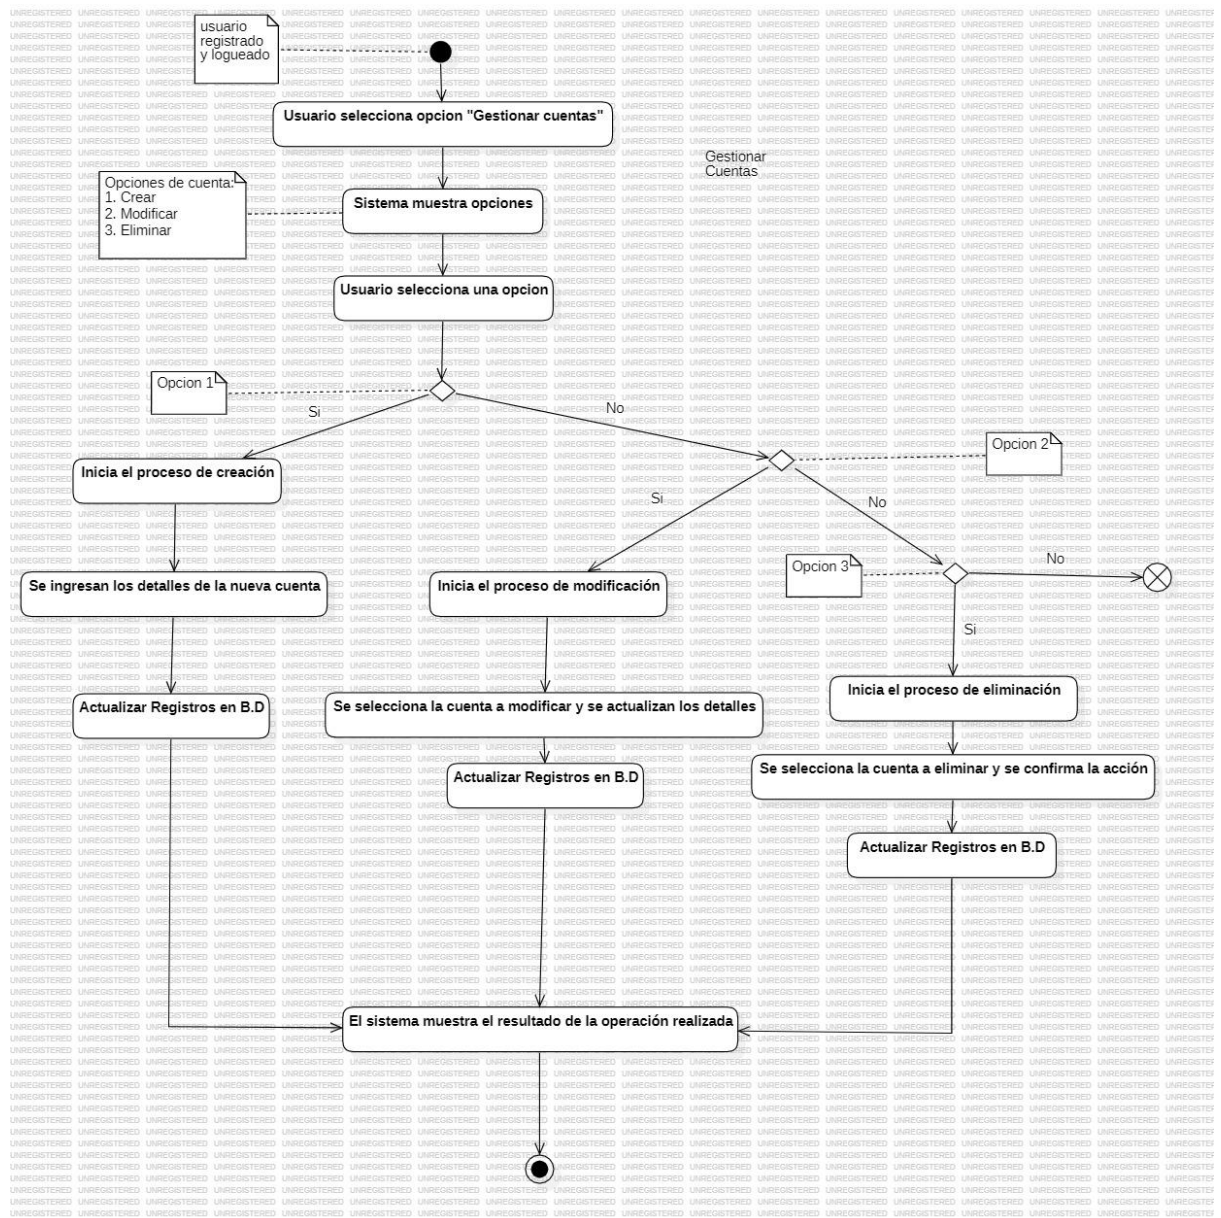 usuario
registrado
y logueado
Usuario selecciona opcion "Gestionar cuentas"
Gestionar
Cuentas
Opciones de cuenta:
1. Crear
2. Modificar
3. Eliminar
Sistema muestra opciones
Usuario selecciona una opcion
Opcion 1
Si
No
Opcion 2
Inicia el proceso de creación
Si
No
Opcion 3
No
Se ingresan los detalles de la nueva cuenta
Inicia el proceso de modificación
Si
Actualizar Registros en B.D
Se selecciona la cuenta a modificar y se actualizan los detalles
Inicia el proceso de eliminación
Actualizar Registros en B.D
Se selecciona la cuenta a eliminar y se confirma la acción
Actualizar Registros en B.D
El sistema muestra el resultado de la operación realizada
UNREGISTERED